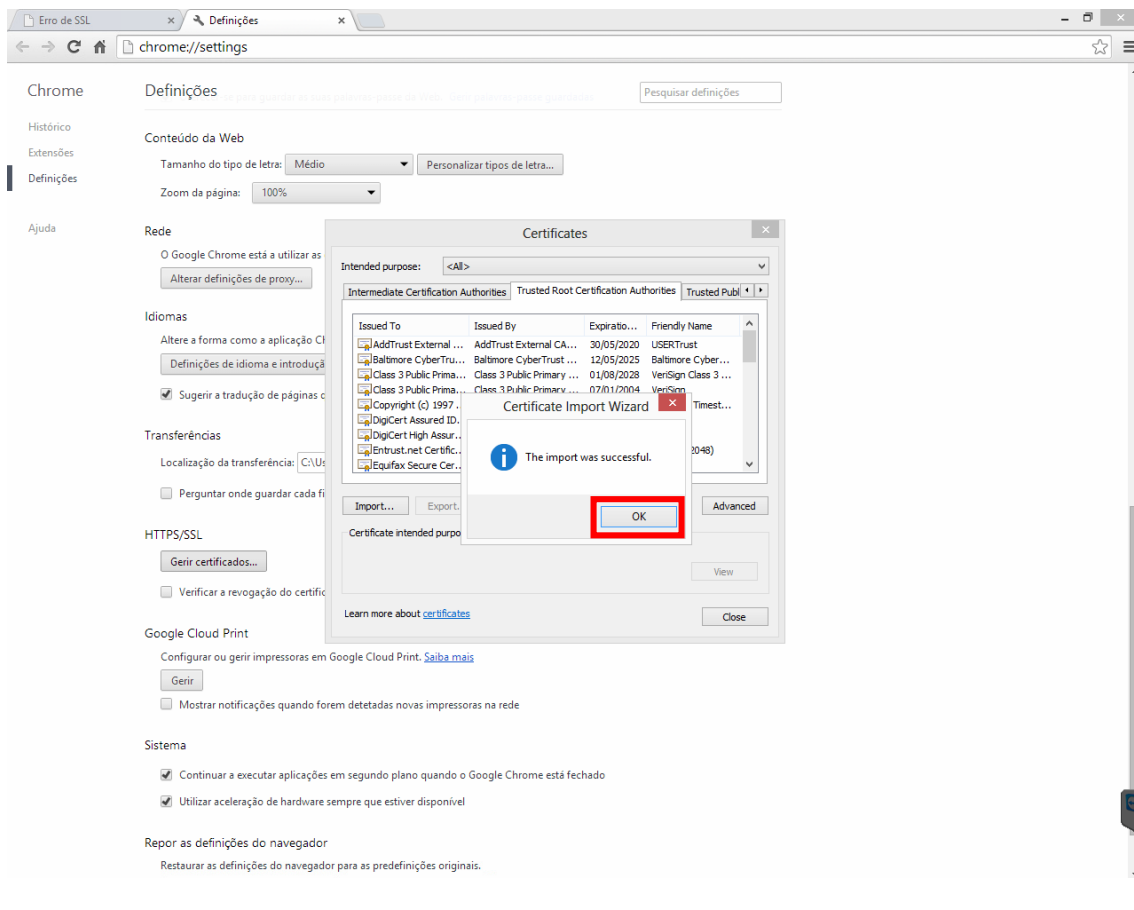 Erro de SSL
Definições
chrome://settings
Chrome
Definições
Pesquisar definições
Histórico
Extensões
Definições
Ajuda
Conteúdo da Web
Tamanho do tipo de letra: Médio
Personalizar tipos de letra...
Zoom da página: 100%
Rede
O Google Chrome está a utilizar as
Alterar definições de proxy...
Idiomas
Altere a forma como a aplicação
Definições de idioma e
Sugerir a tradução de páginas
Transferências
Localização da transferência:
Perguntar onde guardar cada
HTTPS/SSL
Gerir certificados...
Verificar a revogação do
Google Cloud Print
Configurar ou gerir impressoras em Google Cloud Print. Saiba mais
Gerir
Mostrar notificações quando forem detetadas novas impressoras na rede
Sistema
Continuar a executar aplicações em segundo plano quando o Google Chrome está fechado
Utilizar aceleração de hardware sempre que estiver disponível
Repor as definições do navegador
Restaurar as definições do navegador para as predefinições originais.
Certificates
Intended purpose: <All>
Intermediate Certification Authorities Trusted Root Certification Authorities Trusted Publ
Issued To Issued By Expiratio... Friendly Name
AddTrust External ... AddTrust External CA... 30/05/2020 USERTrust
Baltimore CyberTru... Baltimore CyberTrust ... 12/05/2025 Baltimore Cyber...
Class 3 Public Prima... Class 3 Public Primary ... 01/08/2028 VeriSign Class 3 ...
Class 3 Public Prima... Class 3 Public Primary ... 07/01/2004 VeriSign
Copyright (c) 1997 . Timest...
DigiCert Assured ID.
DigiCert High Assur..
Entrust.net Certific.. 2048)
Equifax Secure Cer..
Import... Export. Advanced
Certificate intended purpo
View
Learn more about certificates
Close
Certificate Import Wizard
The import was successful.
OK